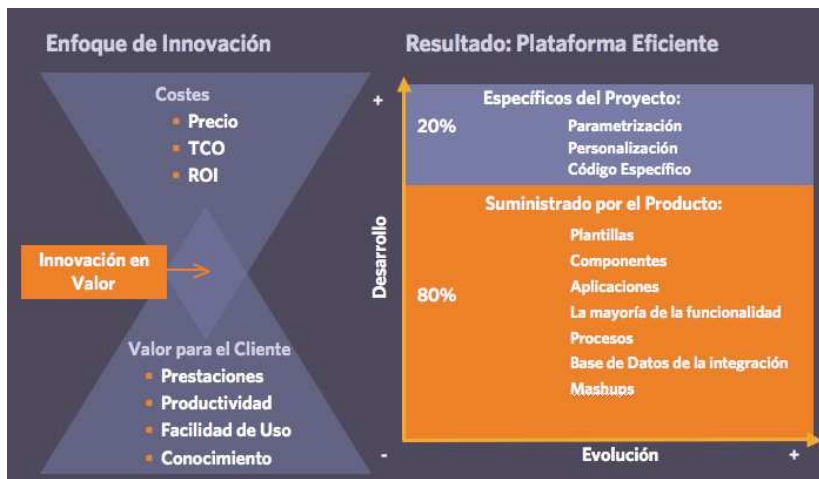 Enfoque de Innovación
Costes
Precio
TCO
ROI
Innovación en
Valor
Valor para el Cliente
Prestaciones
Productividad
Facilidad de Uso
Conocimiento
Resultado: Plataforma Eficiente
+
Desarrollo
-
20%
Específicos del Proyecto:
Parametrización
Personalización
Código Específico
80%
Suministrado por el Producto:
Plantillas
Componentes
Aplicaciones
La mayoría de la funcionalidad
Procesos
Base de Datos de la integración
Mashups
Evolución
+